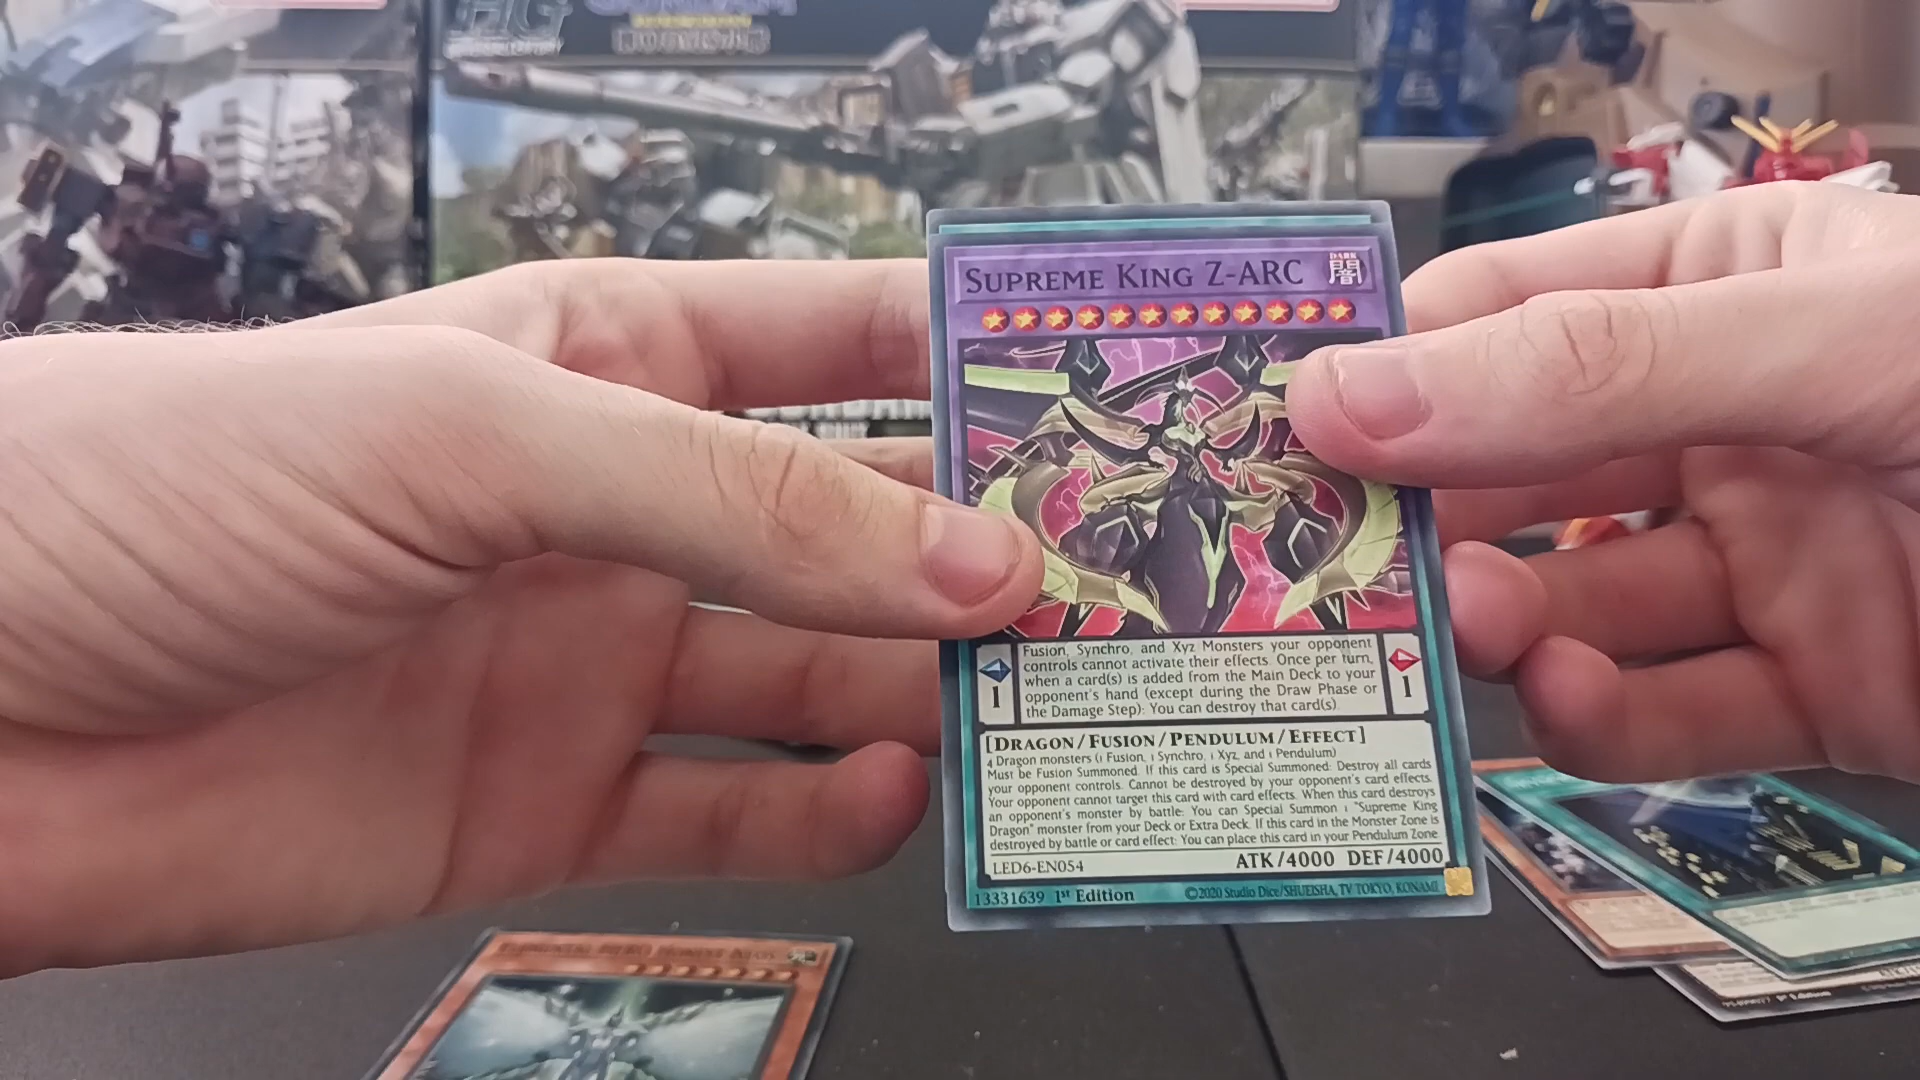 HG
SUPREME KING Z-ARC
DARK
闇
Fusion, Synchro, and Xyz Monsters your opponent
controls cannot activate their effects. Once per turn,
when a card(s) is added from the Main Deck to your
opponent's hand (except during the Draw Phase or
the Damage Step): You can destroy that card(s).
1
1
[DRAGON/FUSION/PENDULUM/EFFECT]
4 Dragon monsters (1 Fusion, 1 Synchro, 1 Xyz, and 1 Pendulum)
Must be Fusion Summoned. If this card is Special Summoned: Destroy all cards
your opponent controls. Cannot be destroyed by your opponent's card effects.
Your opponent cannot target this card with card effects. When this card destroys
an opponent's monster by battle: You can Special Summon 1 "Supreme King
Dragon" monster from your Deck or Extra Deck. If this card in the Monster Zone is
destroyed by battle or card effect: You can place this card in your Pendulum Zone.
LED6-EN054
ATK/4000 DEF/4000
13331639 1st Edition
©2020 Studio Dice/SHUEISHA, TV TOKYO, KONAMI